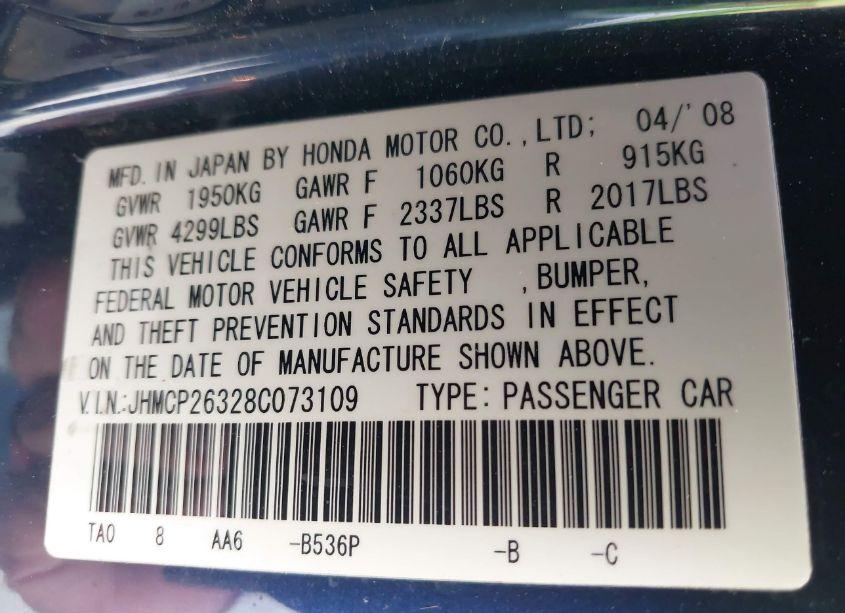 MFD. IN JAPAN BY HONDA MOTOR CO., LTD; 04/'08
GVWR 1950KG GAWR F 1060KG R 915KG
GVWR 4299LBS GAWR F 2337LBS R 2017LBS
THIS VEHICLE CONFORMS TO ALL APPLICABLE
FEDERAL MOTOR VEHICLE SAFETY , BUMPER,
AND THEFT PREVENTION STANDARDS IN EFFECT
ON THE DATE OF MANUFACTURE SHOWN ABOVE.
V.I.N.:JHMCP26328C073109 TYPE: PASSENGER CAR
TA0 8 AA6 -B536P -B -C